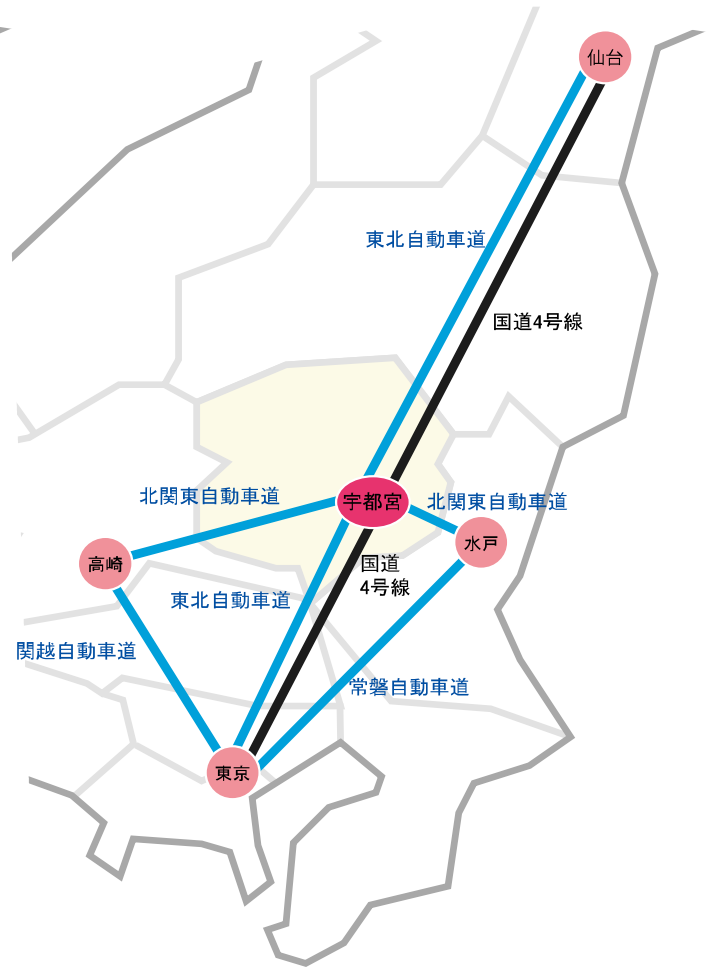 仙台
東北自動車道
国道4号線
北関東自動車道
宇都宮
北関東自動車道
水戸
高崎
国道
4号線
東北自動車道
関越自動車道
常磐自動車道
東京